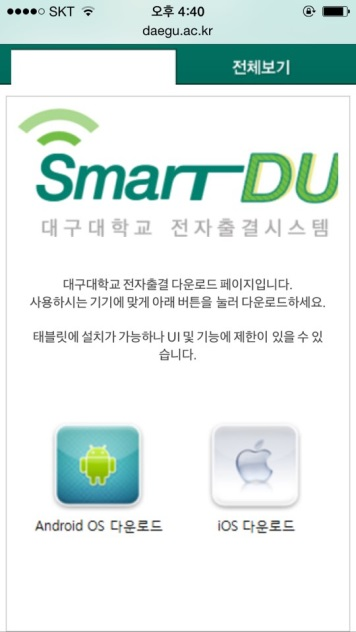 SKT 오후 4:40
daegu.ac.kr
전체보기
Smart DU
대구대학교 전자출결시스템
대구대학교 전자출결 다운로드 페이지입니다.
사용하시는 기기에 맞게 아래 버튼을 눌러 다운로드하세요.
태블릿에 설치가 가능하나 UI 및 기능에 제한이 있을 수 있
습니다.
Android OS 다운로드 iOS 다운로드